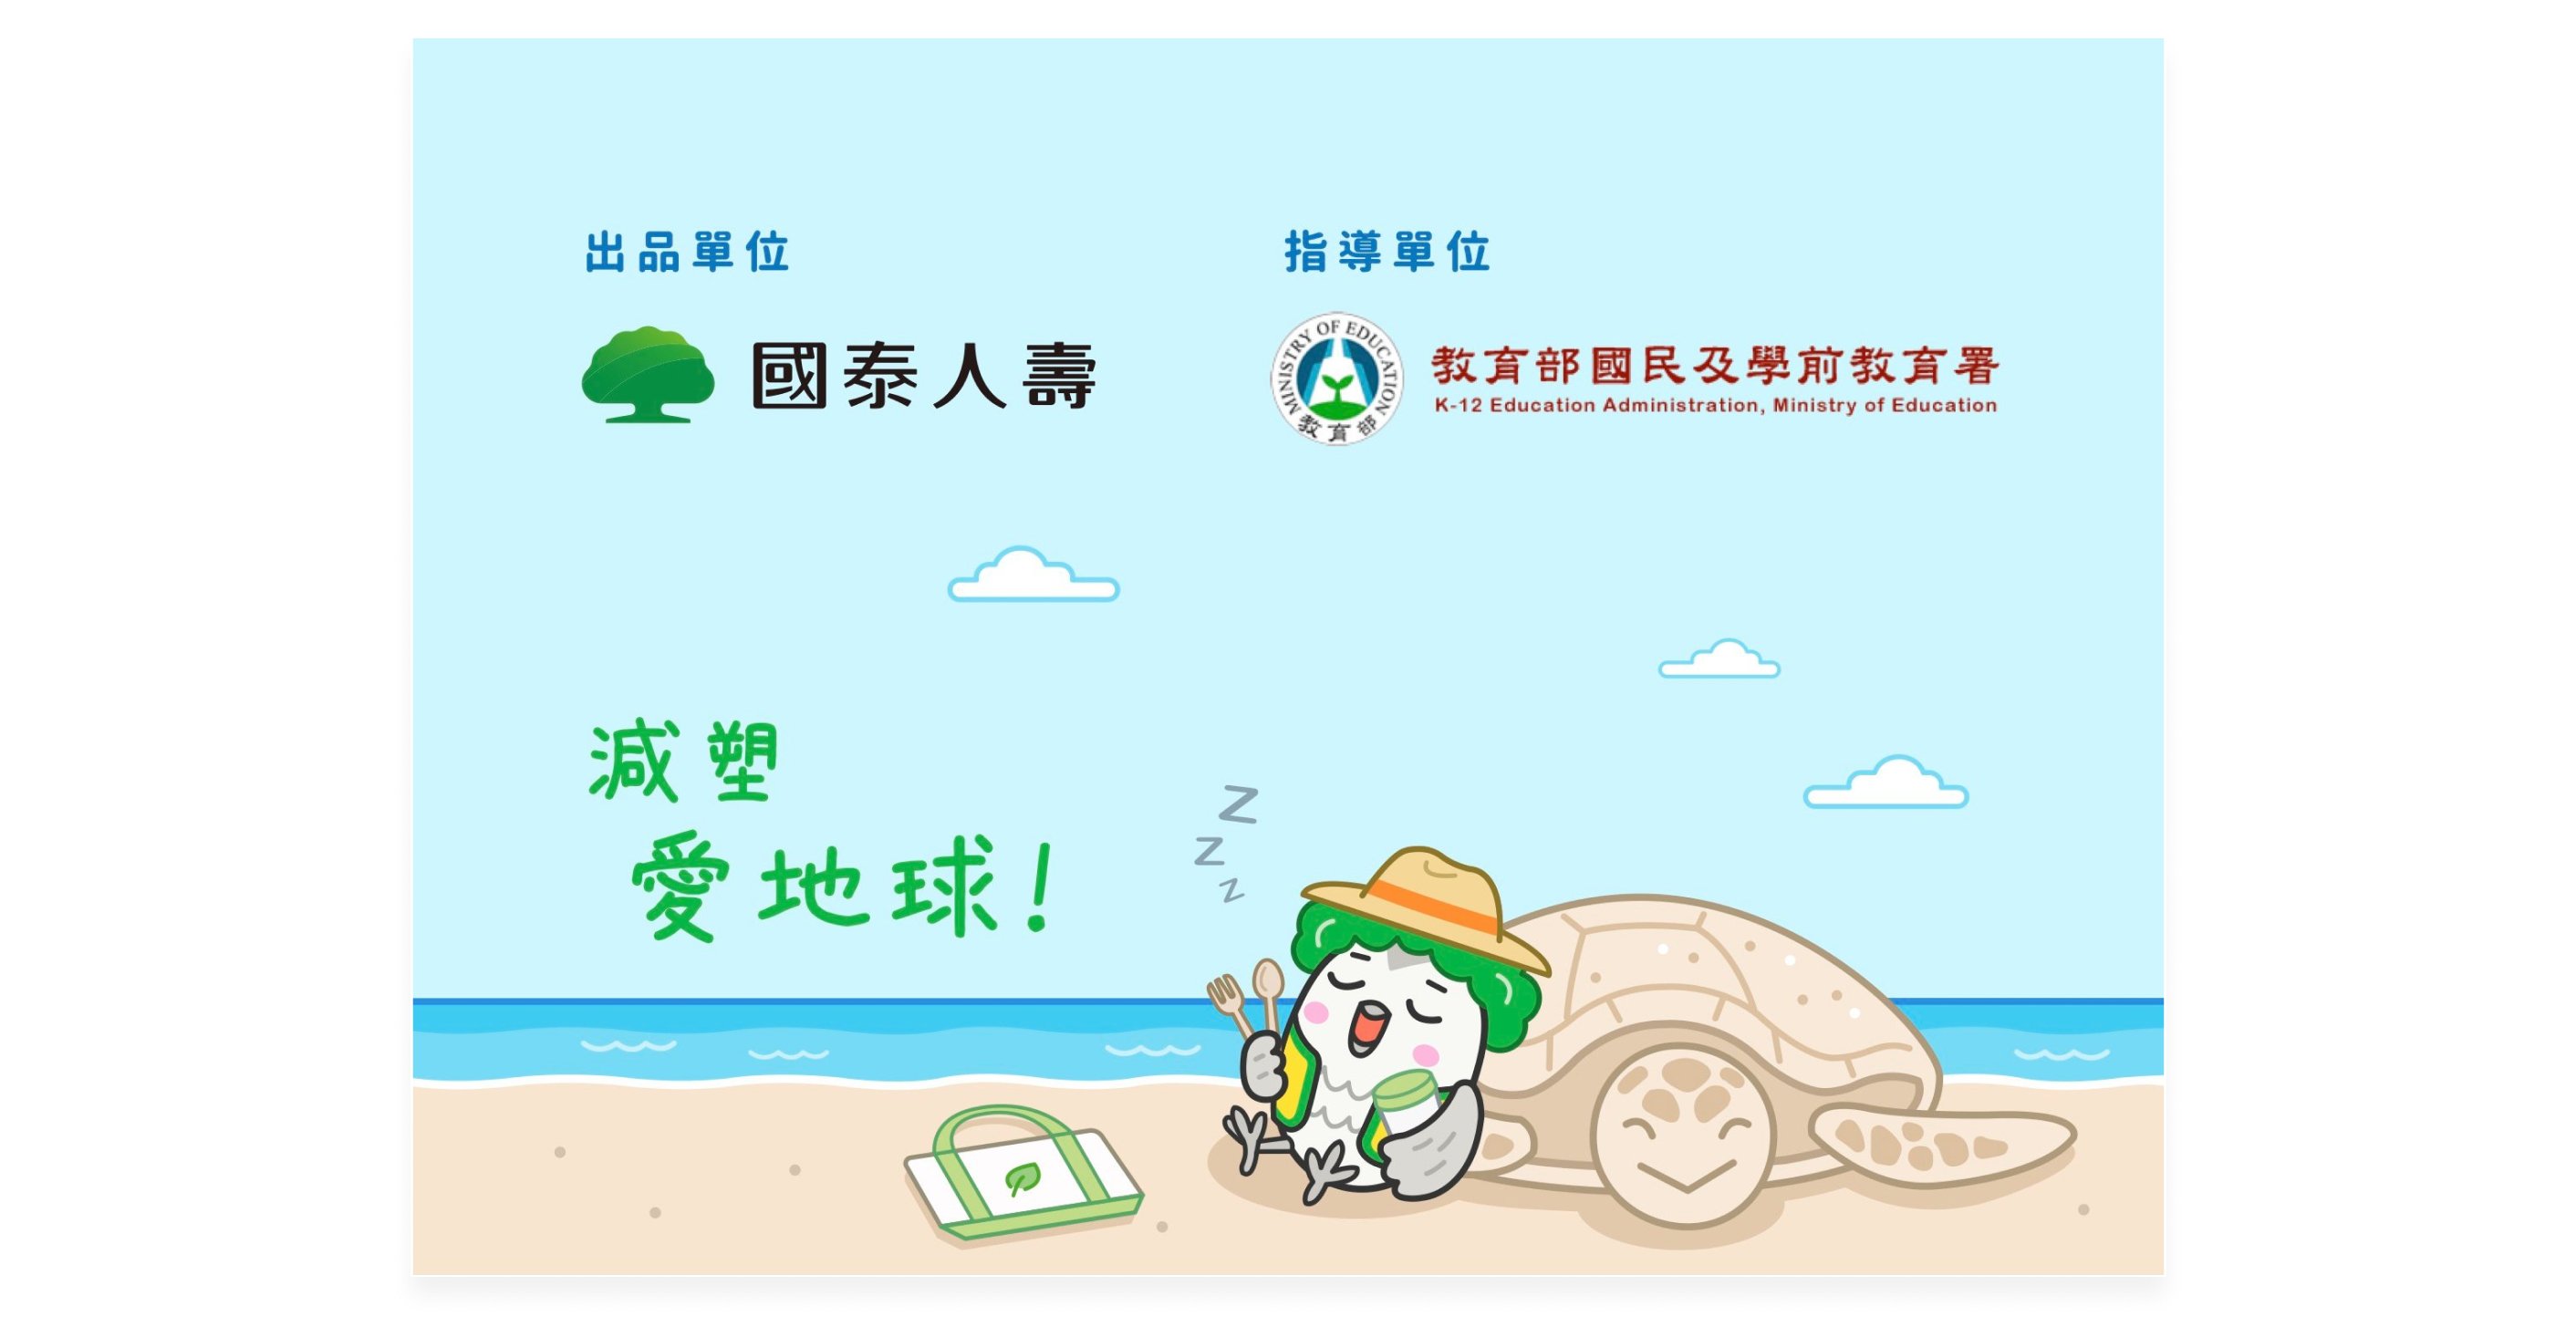 出品單位
國泰人壽
指導單位
MINISTRY OF EDUCATION
教育部
教育部國民及學前教育署
K-12 Education Administration, Ministry of Education
減塑
愛地球!
Z
Z
Z